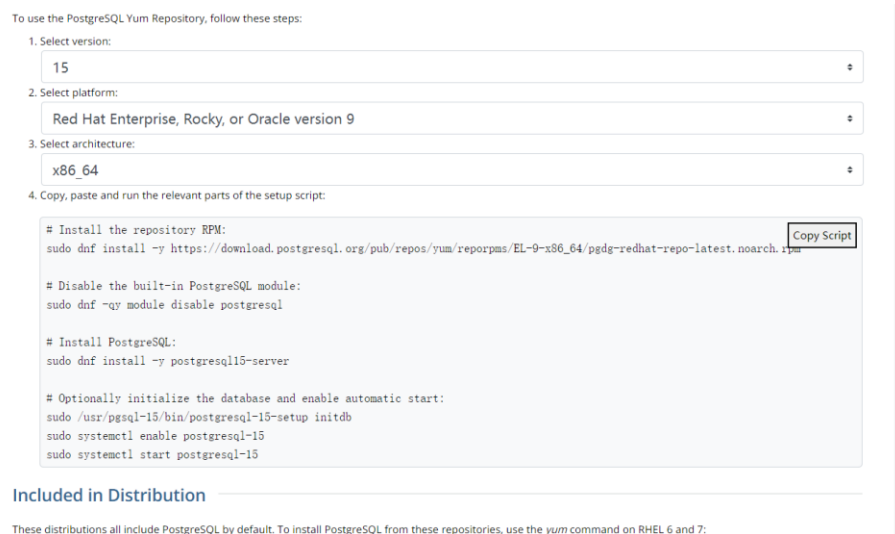 To use the PostgreSQL Yum Repository, follow these steps:
1. Select version:
15
2. Select platform:
Red Hat Enterprise, Rocky, or Oracle version 9
3. Select architecture:
x86_64
4. Copy, paste and run the relevant parts of the setup script:
Copy Script
# Install the repository RPM:
sudo dnf install -y https://download.postgresql.org/pub/repos/yum/reporpms/EL-9-x86_64/pgdg-redhat-repo-latest.noarch.rpm
# Disable the built-in PostgreSQL module:
sudo dnf -qy module disable postgresql
# Install PostgreSQL:
sudo dnf install -y postgresql15-server
# Optionally initialize the database and enable automatic start:
sudo /usr/pgsql-15/bin/postgresql-15-setup initdb
sudo systemctl enable postgresql-15
sudo systemctl start postgresql-15
Included in Distribution
These distributions all include PostgreSQL by default. To install PostgreSQL from these repositories, use the yum command on RHEL 6 and 7: